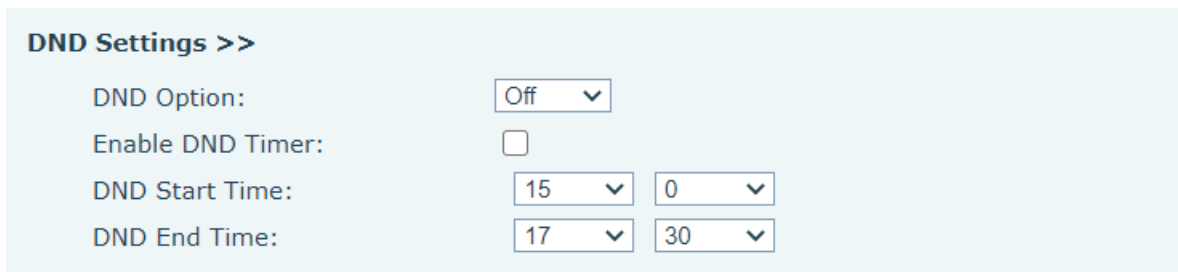 DND Settings >>
DND Option: Off
Enable DND Timer:
DND Start Time: 15 0
DND End Time: 17 30